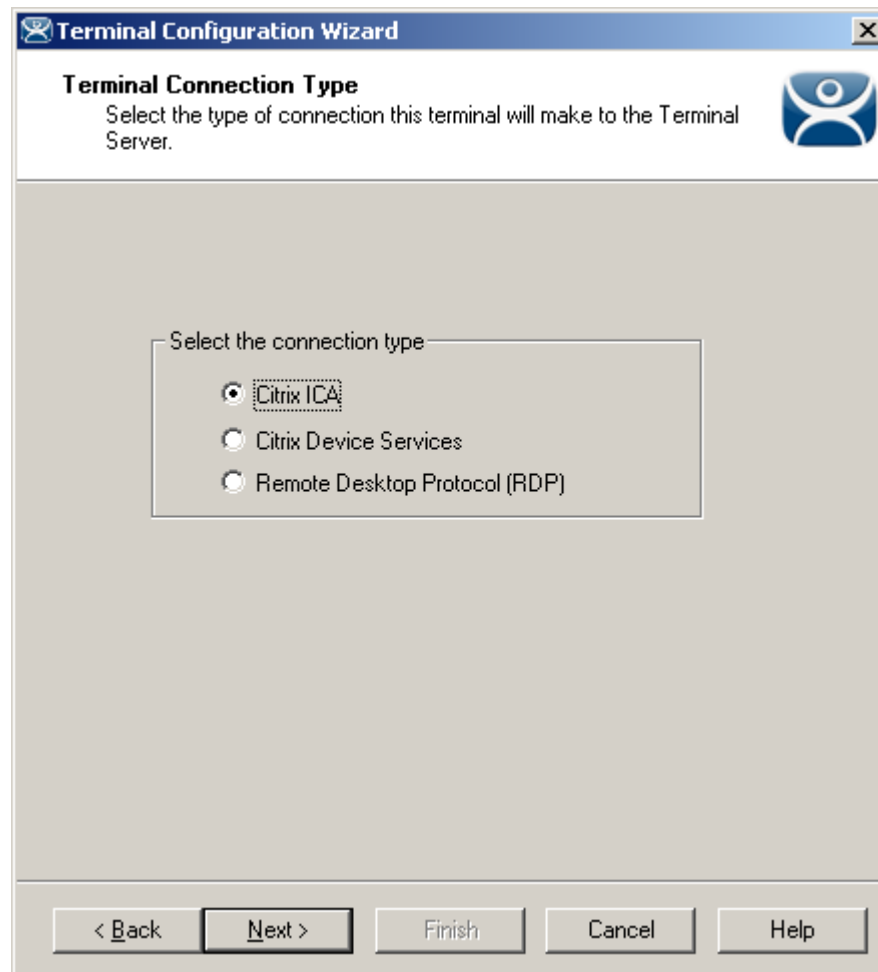 Terminal Configuration Wizard
Terminal Connection Type
Select the type of connection this terminal will make to the Terminal
Server.
Select the connection type
Citrix ICA
Citrix Device Services
Remote Desktop Protocol (RDP)
< Back Next > Finish Cancel Help